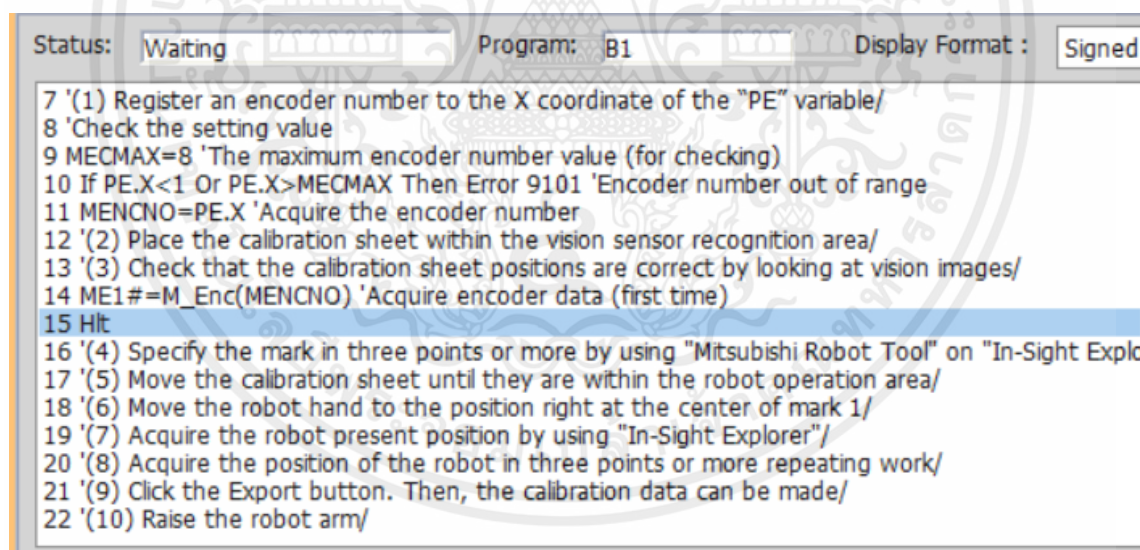 Status: Waiting Program: B1 Display Format : Signed
7 '(1) Register an encoder number to the X coordinate of the “PE” variable/
8 'Check the setting value
9 MECMAX=8 'The maximum encoder number value (for checking)
10 If PE.X<1 Or PE.X>MECMAX Then Error 9101 'Encoder number out of range
11 MENCNO=PE.X 'Acquire the encoder number
12 '(2) Place the calibration sheet within the vision sensor recognition area/
13 '(3) Check that the calibration sheet positions are correct by looking at vision images/
14 ME1#=M_Enc(MENCNO) 'Acquire encoder data (first time)
15 Hlt
16 '(4) Specify the mark in three points or more by using "Mitsubishi Robot Tool" on "In-Sight Explo
17 '(5) Move the calibration sheet until they are within the robot operation area/
18 '(6) Move the robot hand to the position right at the center of mark 1/
19 '(7) Acquire the robot present position by using "In-Sight Explorer"/
20 '(8) Acquire the position of the robot in three points or more repeating work/
21 '(9) Click the Export button. Then, the calibration data can be made/
22 '(10) Raise the robot arm/